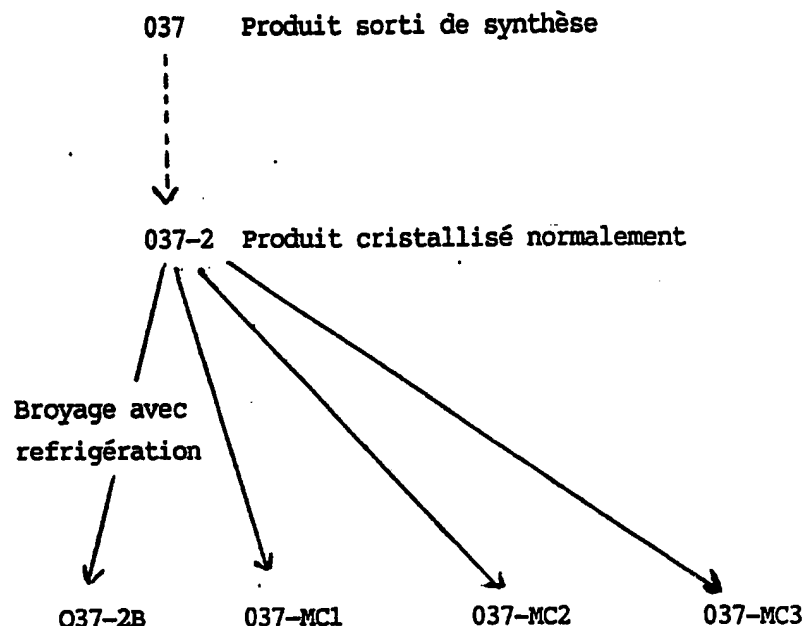 037 Produit sorti de synthèse
037-2 Produit cristallisé normalement
Broyage avec
refrigération
037-2B 037-MC1 037-MC2 037-MC3